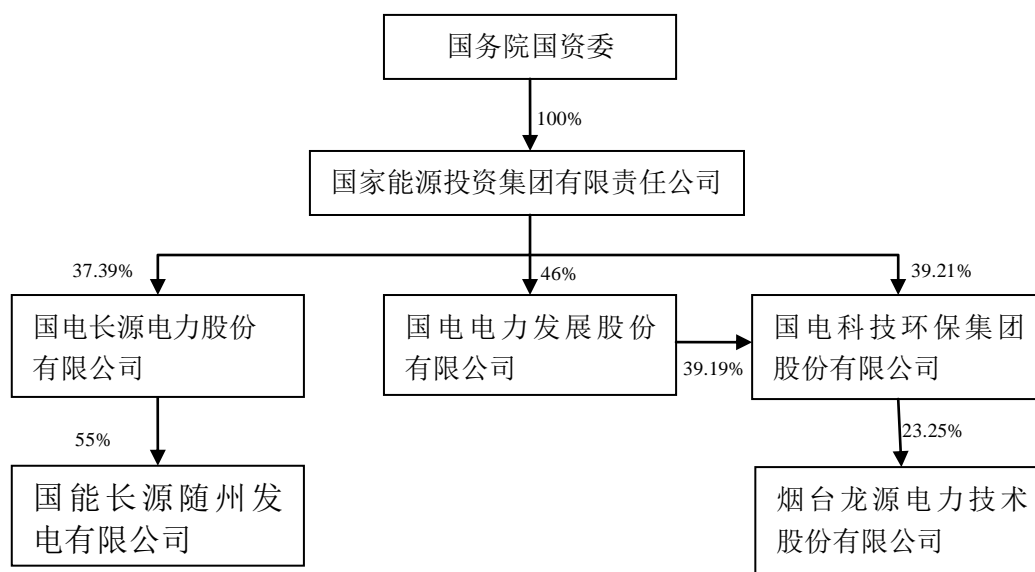 国务院国资委
100%
国家能源投资集团有限责任公司
37.39%
46%
39.21%
国电长源电力股份
有限公司
国电电力发展股份
有限公司
39.19%
国电科技环保集团
股份有限公司
55%
23.25%
国能长源随州发
电有限公司
烟台龙源电力技术
股份有限公司